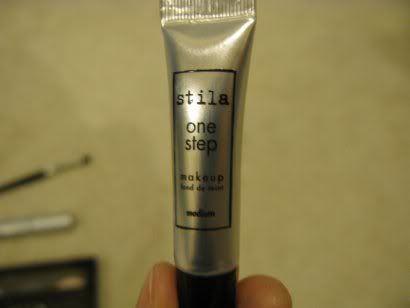 stila
one
step
makeup
fond de teint
medium